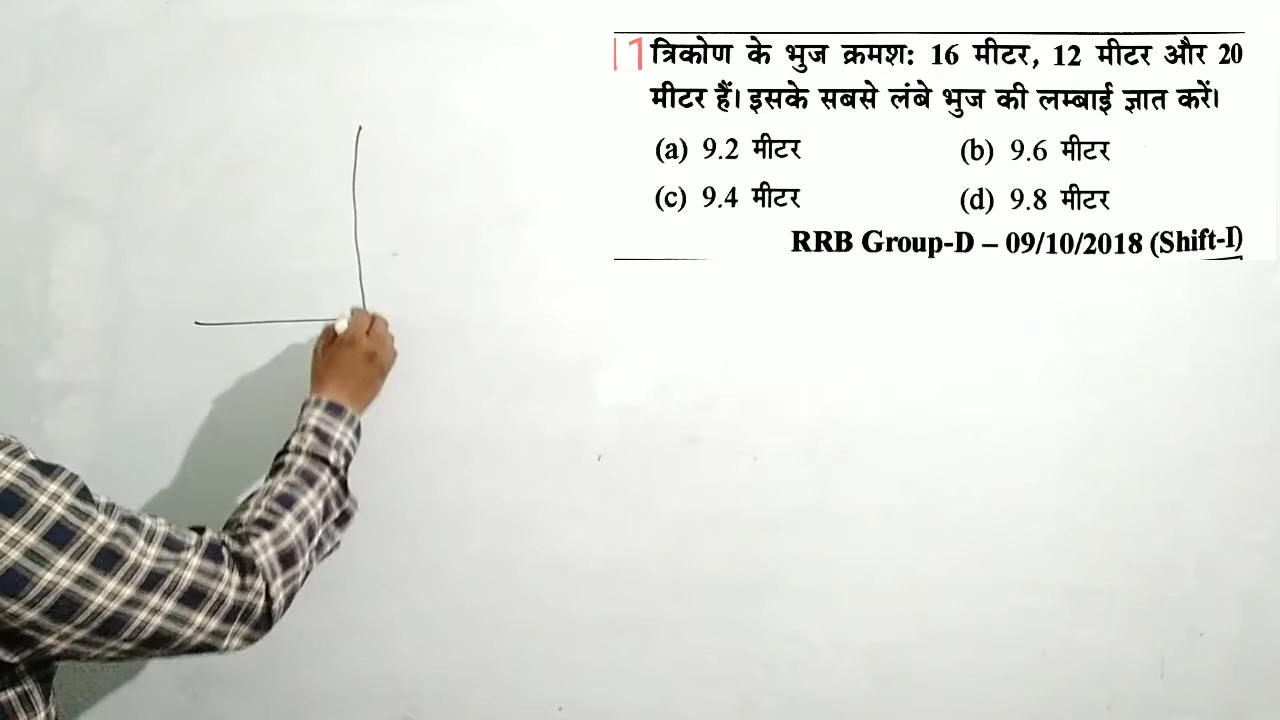 11 त्रिकोण के भुज क्रमश: 16 मीटर, 12 मीटर और 20
मीटर हैं। इसके सबसे लंबे भुज की लम्बाई ज्ञात करें।
(a) 9.2 मीटर (b) 9.6 मीटर
(c) 9.4 मीटर (d) 9.8 मीटर
RRB Group-D – 09/10/2018 (Shift-I)